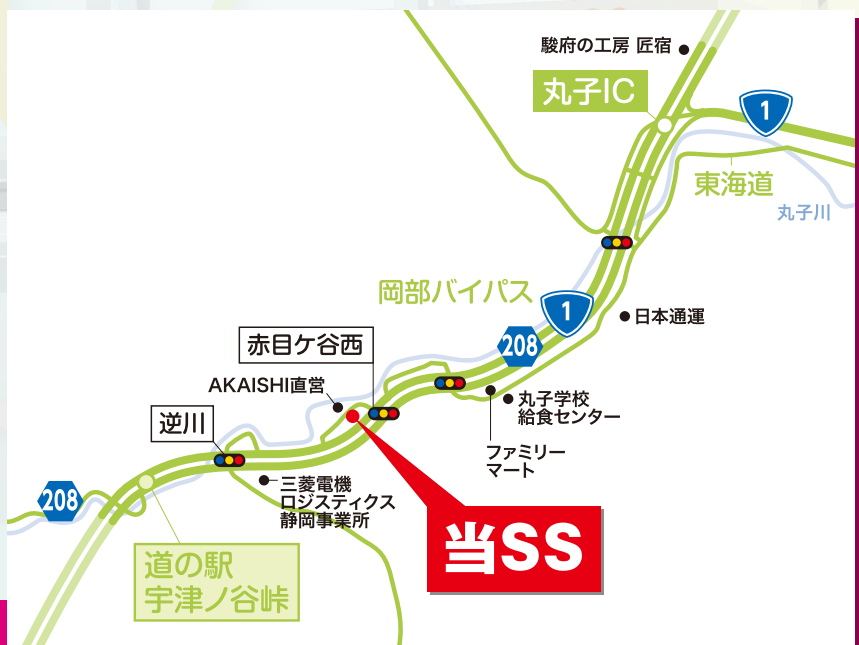 駿府の工房 匠宿
丸子IC
1
東海道
丸子川
岡部バイパス
1
日本通運
208
赤目ケ谷西
AKAISHI直営
丸子学校
給食センター
逆川
ファミリー
マート
三菱電機
ロジスティクス
静岡事業所
208
当SS
道の駅
宇津ノ谷峠